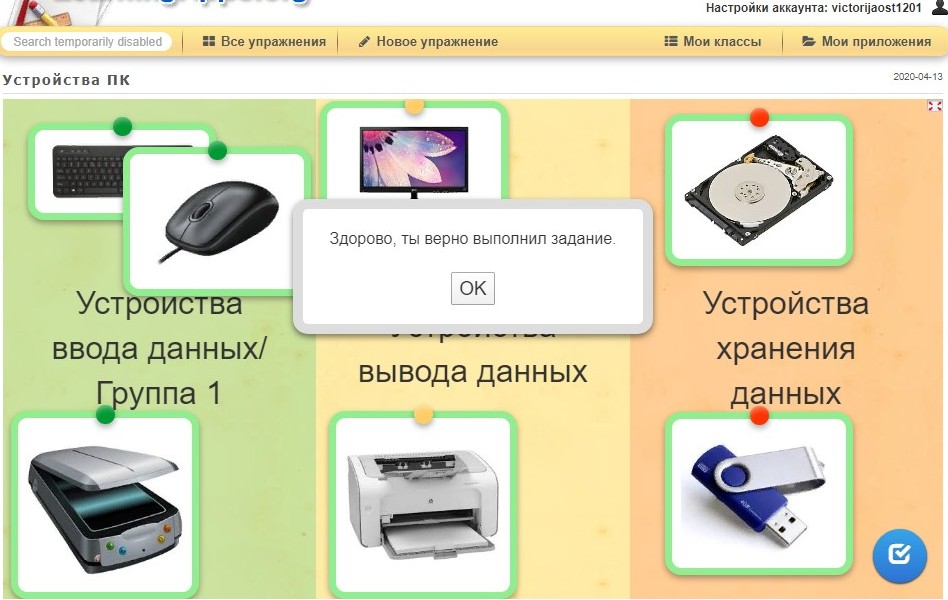 Настройки аккаунта: victorijaost1201
Search temporarily disabled
Все упражнения
Новое упражнение
Мои классы
Мои приложения
Устройства ПК
2020-04-13
Здорово, ты верно выполнил задание.
OK
Устройства
ввода данных/
Группа 1
Устройства
вывода данных
Устройства
хранения
данных